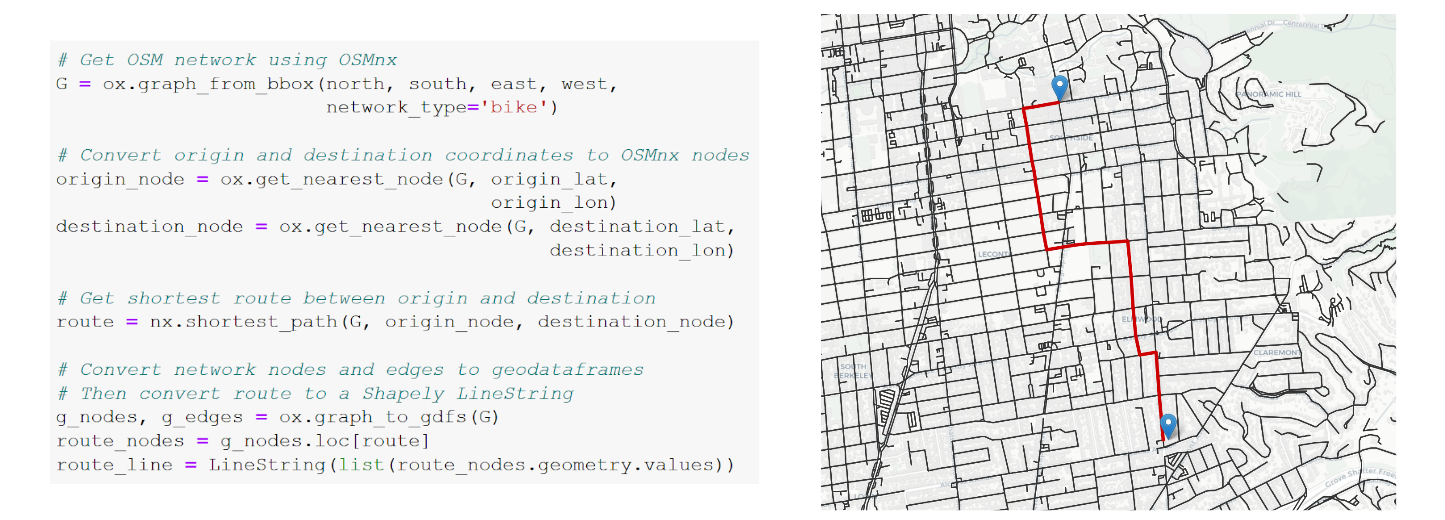 # Get OSM network using OSMnx
G = ox.graph_from_bbox(north, south, east, west,
network_type='bike')
# Convert origin and destination coordinates to OSMnx nodes
origin_node = ox.get_nearest_node(G, origin_lat,
origin_lon)
destination_node = ox.get_nearest_node(G, destination_lat,
destination_lon)
# Get shortest route between origin and destination
route = nx.shortest_path(G, origin_node, destination_node)
# Convert network nodes and edges to geodataframes
# Then convert route to a Shapely LineString
g_nodes, g_edges = ox.graph_to_gdfs(G)
route_nodes = g_nodes.loc[route]
route_line = LineString(list(route_nodes.geometry.values))
Centennial
PANORAMIC HILL
SOUTHSIDE
LECONT
ELMWOOD
CLAREMONT
SOUTH
BERKELEY
Grove Shafter Free